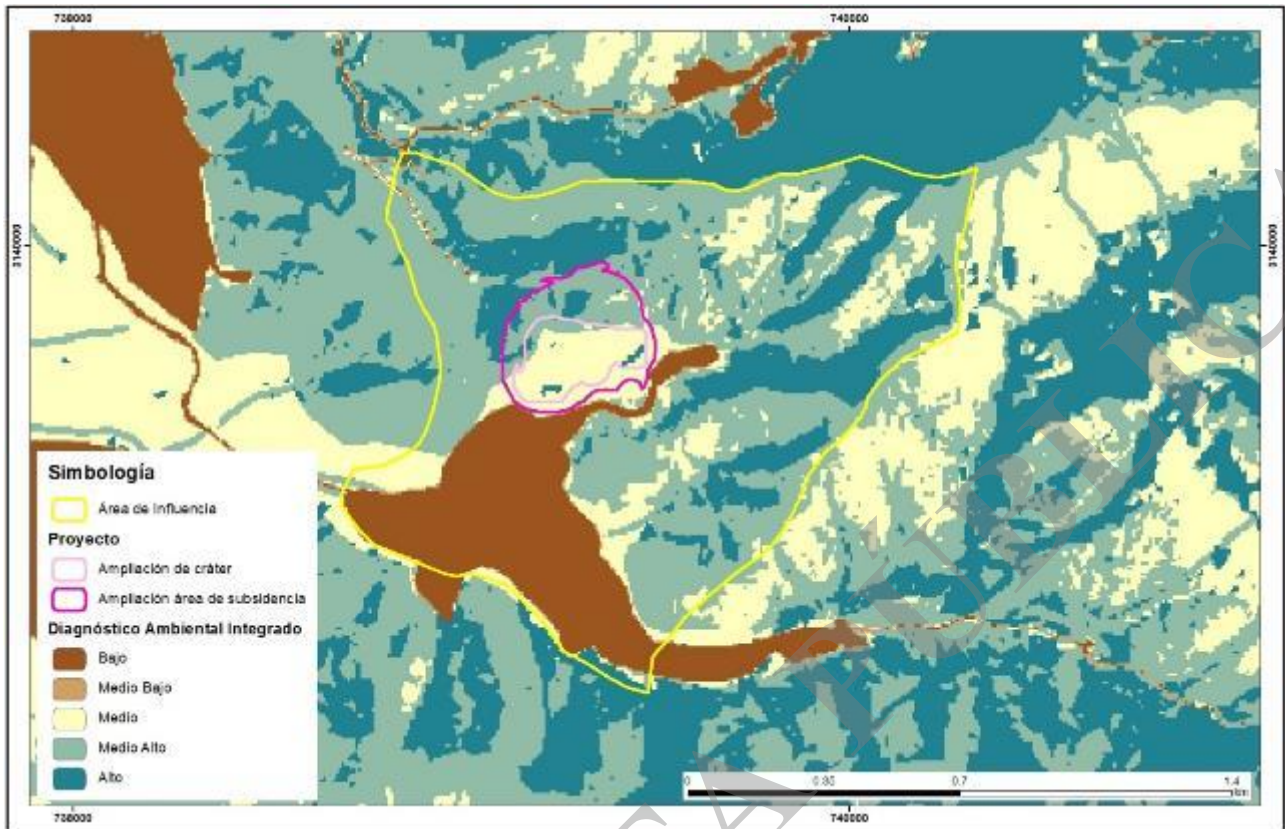 738000
740000
3140000
3140000
Simbología
Área de influencia
Proyecto
Ampliación de cráter
Ampliación área de subsidencia
Diagnóstico Ambiental Integrado
Bajo
Medio Bajo
Medio
Medio Alto
Alto
0 0.35 0.7 1.4
km
738000
740000